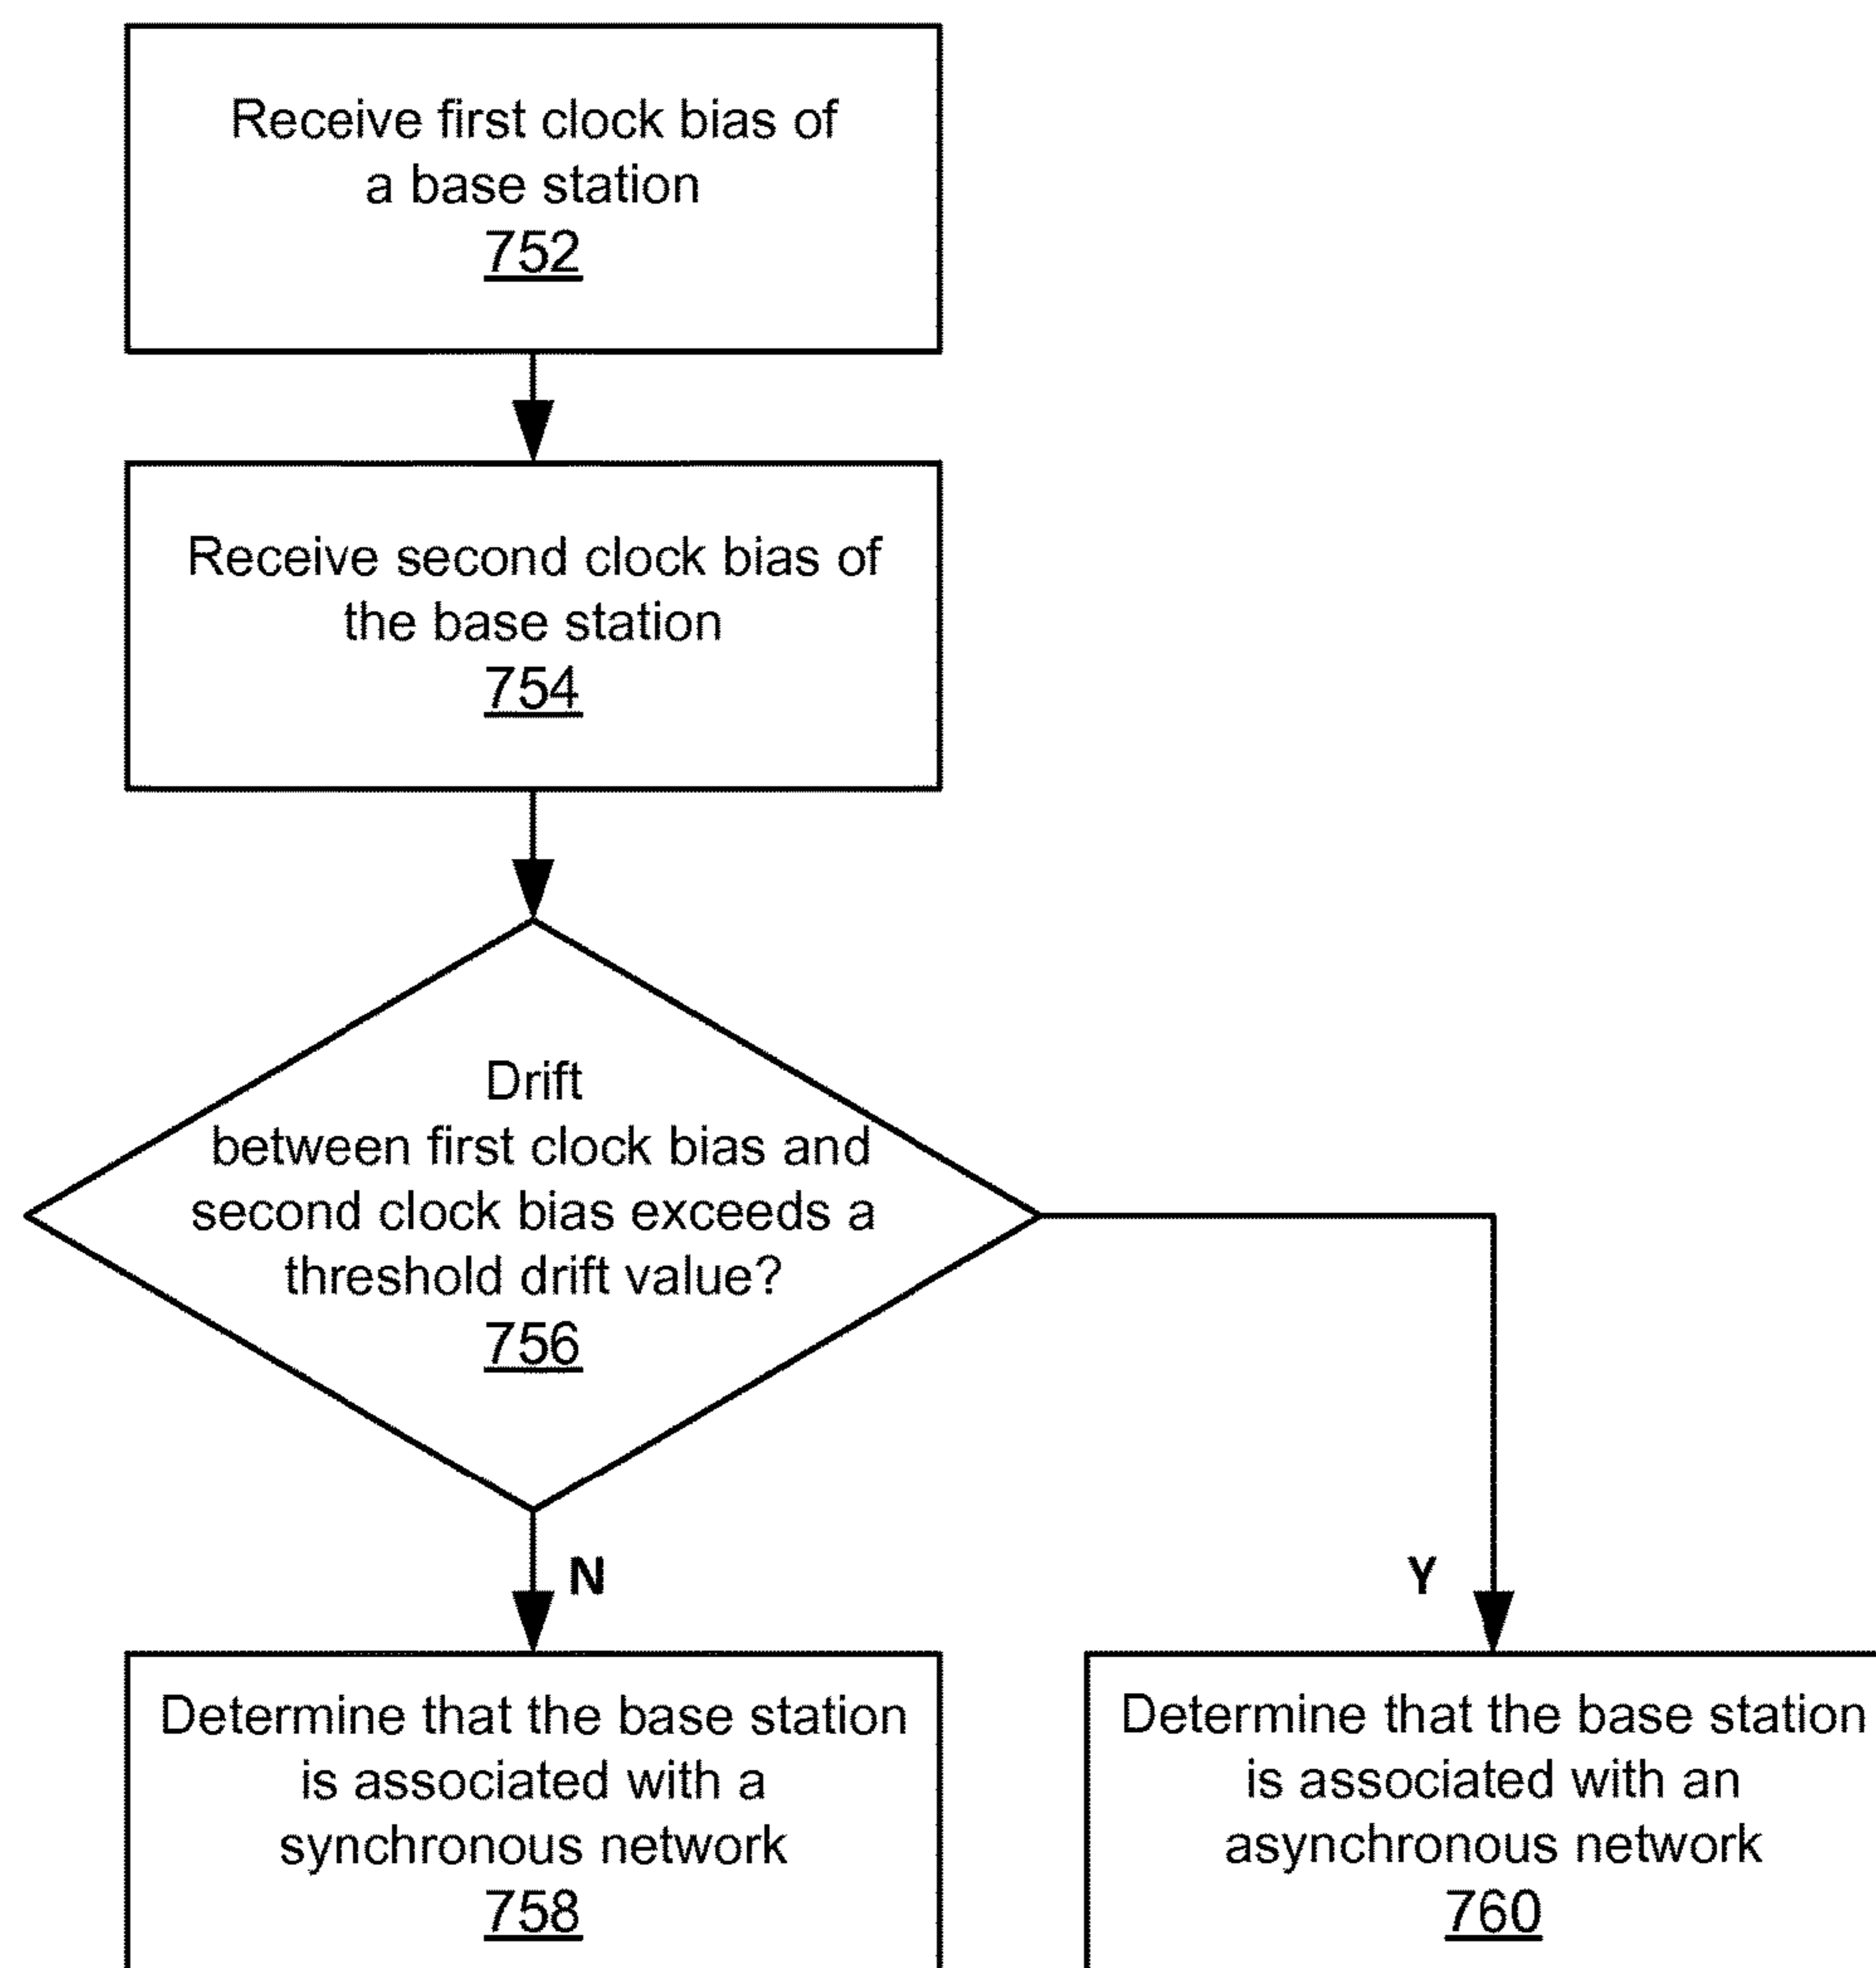 Receive first clock bias of
a base station
752
Receive second clock bias of
the base station
754
Drift
between first clock bias and
second clock bias exceeds a
threshold drift value?
756
N
Y
Determine that the base station
is associated with a
synchronous network
758
Determine that the base station
is associated with an
asynchronous network
760